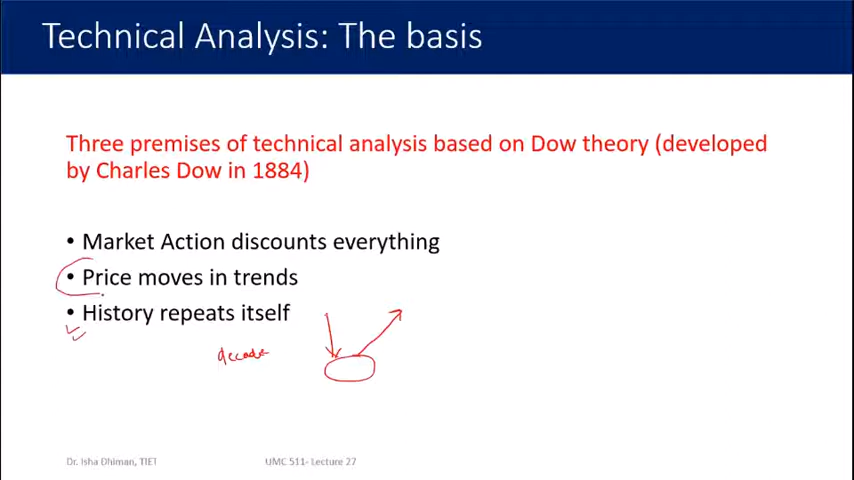 Technical Analysis: The basis
Three premises of technical analysis based on Dow theory (developed
by Charles Dow in 1884)
• Market Action discounts everything
• Price moves in trends
• History repeats itself
decade
Dr. Isha Dhiman, TIET
UMC 511- Lecture 27